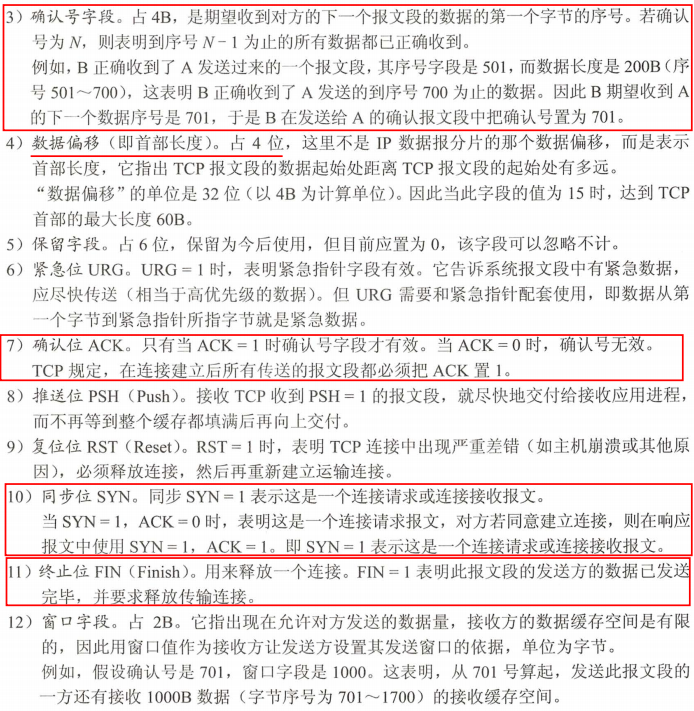 3）确认号字段。占 4B，是期望收到对方的下一个报文段的数据的第一个字节的序号。若确认
号为 N，则表明到序号 N－1 为止的所有数据都已正确收到。
例如，B 正确收到了 A 发送过来的一个报文段，其序号字段是 501，而数据长度是 200B（序
号 501～700），这表明 B 正确收到了 A 发送的到序号 700 为止的数据。因此 B 期望收到 A
的下一个数据序号是 701，于是 B 在发送给 A 的确认报文段中把确认号置为 701。
4）数据偏移（即首部长度）。占 4 位，这里不是 IP 数据报分片的那个数据偏移，而是表示
首部长度，它指出 TCP 报文段的数据起始处距离 TCP 报文段的起始处有多远。
“数据偏移”的单位是 32 位（以 4B 为计算单位）。因此当此字段的值为 15 时，达到 TCP
首部的最大长度 60B。
5）保留字段。占 6 位，保留为今后使用，但目前应置为 0，该字段可以忽略不计。
6）紧急位 URG。URG = 1 时，表明紧急指针字段有效。它告诉系统报文段中有紧急数据，
应尽快传送（相当于高优先级的数据）。但 URG 需要和紧急指针配套使用，即数据从第
一个字节到紧急指针所指字节就是紧急数据。
7）确认位 ACK。只有当 ACK = 1 时确认号字段才有效。当 ACK = 0 时，确认号无效。
TCP 规定，在连接建立后所有传送的报文段都必须把 ACK 置 1。
8）推送位 PSH（Push）。接收 TCP 收到 PSH = 1 的报文段，就尽快地交付给接收应用进程，
而不再等到整个缓存都填满后再向上交付。
9）复位位 RST（Reset）。RST = 1 时，表明 TCP 连接中出现严重差错（如主机崩溃或其他原
因），必须释放连接，然后再重新建立运输连接。
10）同步位 SYN。同步 SYN = 1 表示这是一个连接请求或连接接收报文。
当 SYN = 1，ACK = 0 时，表明这是一个连接请求报文，对方若同意建立连接，则在响应
报文中使用 SYN = 1，ACK = 1。即 SYN = 1 表示这是一个连接请求或连接接收报文。
11）终止位 FIN（Finish）。用来释放一个连接。FIN = 1 表明此报文段的发送方的数据已发送
完毕，并要求释放传输连接。
12）窗口字段。占 2B。它指出现在允许对方发送的数据量，接收方的数据缓存空间是有限
的，因此用窗口值作为接收方让发送方设置其发送窗口的依据，单位为字节。
例如，假设确认号是 701，窗口字段是 1000。这表明，从 701 号算起，发送此报文段的
一方还有接收 1000B 数据（字节序号为 701～1700）的接收缓存空间。